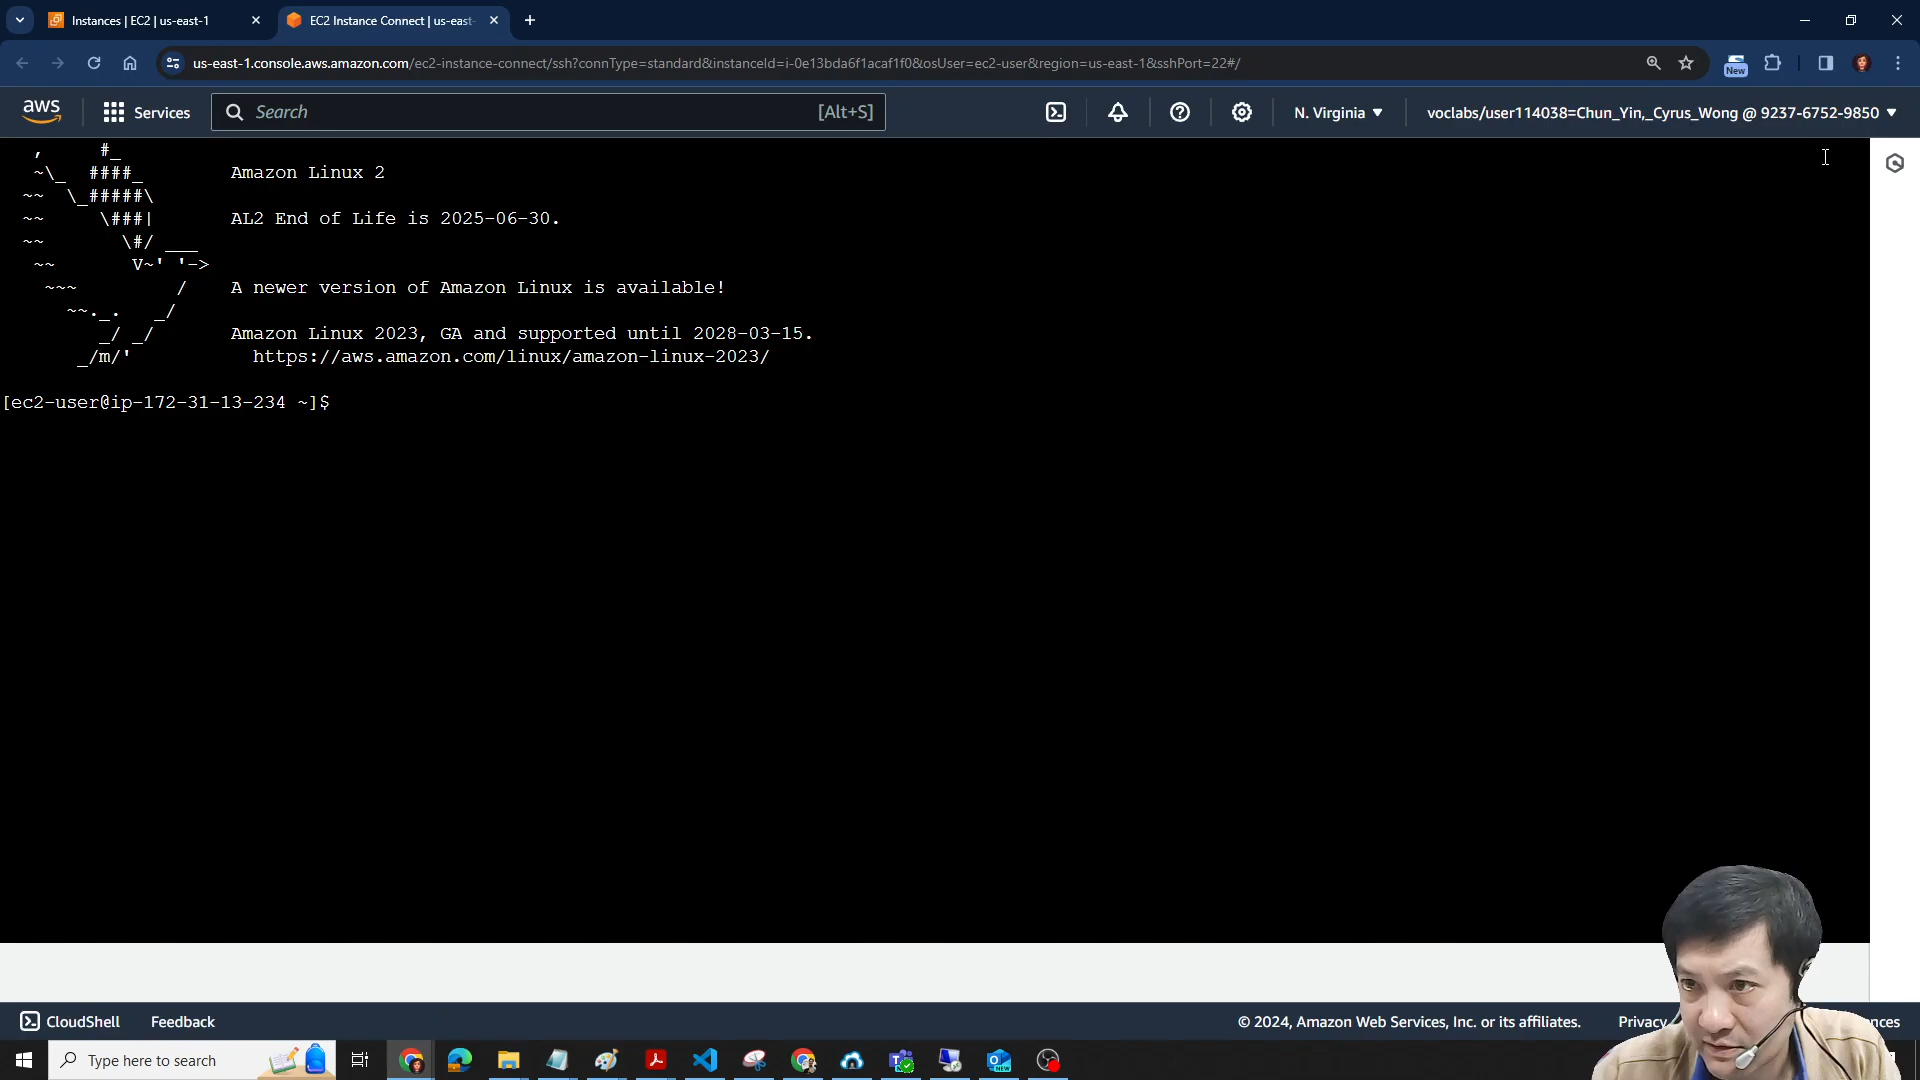 Instances | EC2 | us-east-1
EC2 Instance Connect | us-east-
us-east-1.console.aws.amazon.com/ec2-instance-connect/ssh?connType=standard&instanceId=i-0e13bda6f1acaf1f0&osUser=ec2-user&region=us-east-1&sshPort=22#/
New
aws
Services
Search
[Alt+S]
N. Virginia
voclabs/user114038=Chun_Yin,_Cyrus_Wong @ 9237-6752-9850
   ,     #_
   ~\_  ####_        Amazon Linux 2
  ~~  \_#####\
  ~~     \###|       AL2 End of Life is 2025-06-30.
  ~~       \#/ ___
   ~~       V~' '->
    ~~~         /    A newer version of Amazon Linux is available!
      ~~._.   _/
         _/ _/       Amazon Linux 2023, GA and supported until 2028-03-15.
       _/m/'           https://aws.amazon.com/linux/amazon-linux-2023/
[ec2-user@ip-172-31-13-234 ~]$
CloudShell
Feedback
© 2024, Amazon Web Services, Inc. or its affiliates.
Privacy
Type here to search
NEW